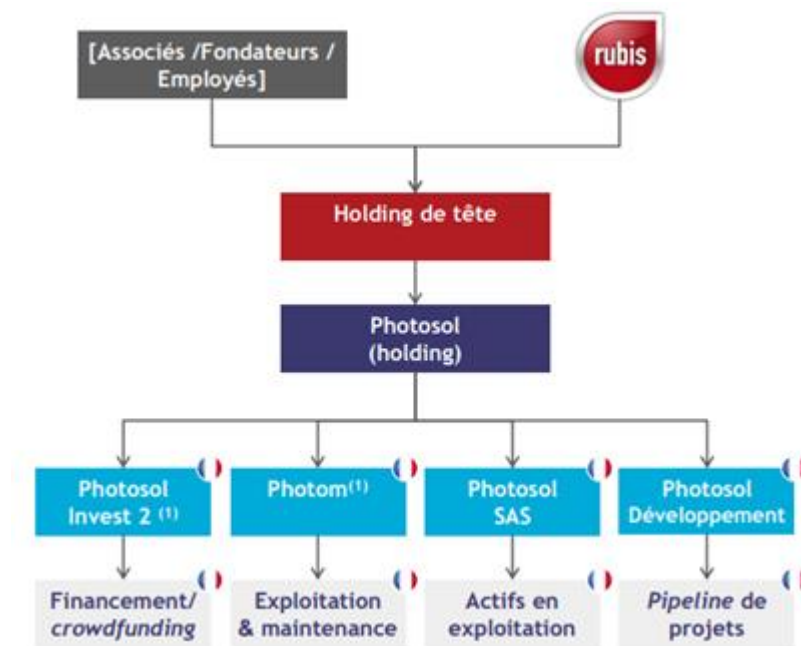 [Associés /Fondateurs /
Employés]
rubis
Holding de tête
Photosol
(holding)
Photosol
Invest 2 (1)
Photom(1)
Photosol
SAS
Photosol
Développement
Financement/
crowdfunding
Exploitation
& maintenance
Actifs en
exploitation
Pipeline de
projets